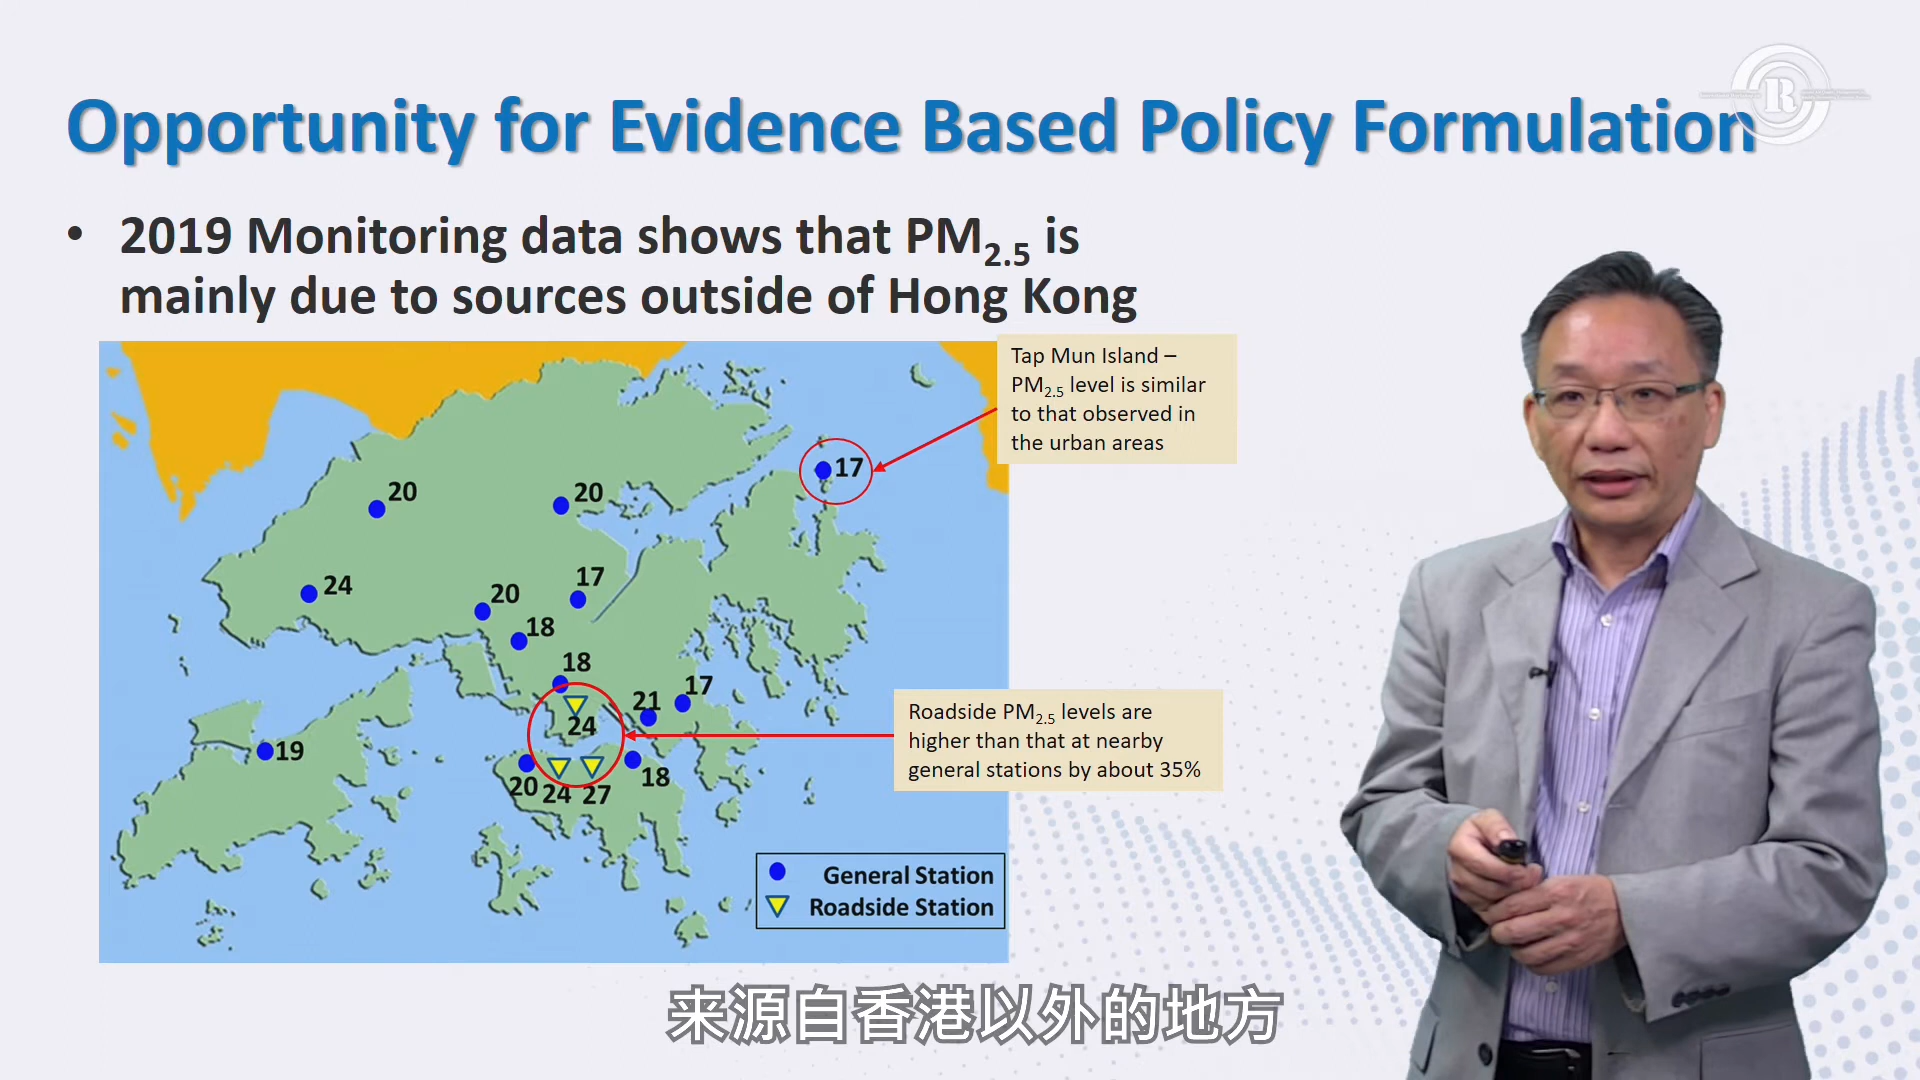 Opportunity for Evidence Based Policy Formulation
R
• 2019 Monitoring data shows that PM2.5 is
mainly due to sources outside of Hong Kong
Tap Mun Island –
PM2.5 level is similar
to that observed in
the urban areas
17
20
20
24
20
17
18
18
24
21
17
19
20
24
27
18
Roadside PM2.5 levels are
higher than that at nearby
general stations by about 35%
General Station
Roadside Station
来源自香港以外的地方